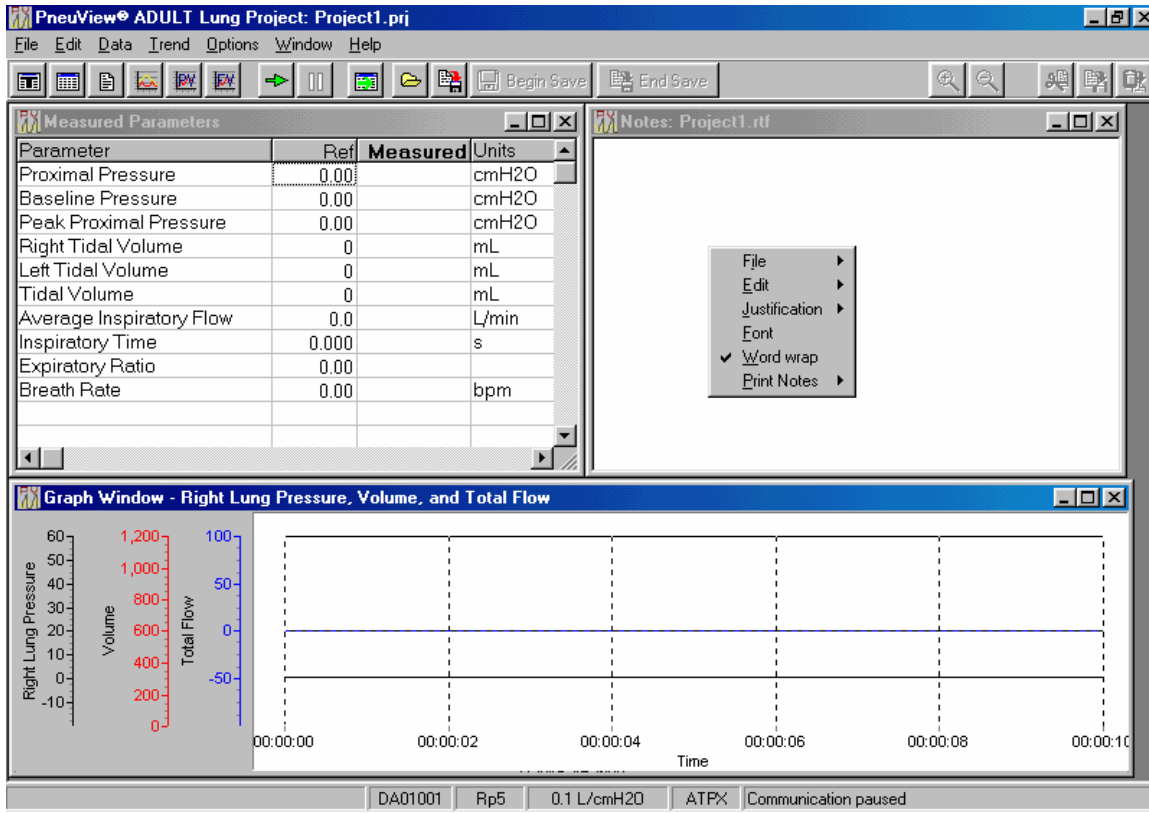 PneuView® ADULT Lung Project: Project1.prj
File Edit Data Trend Options Window Help
Begin Save End Save
Measured Parameters
Parameter Ref Measured Units
Proximal Pressure 0.00 cmH2O
Baseline Pressure 0.00 cmH2O
Peak Proximal Pressure 0.00 cmH2O
Right Tidal Volume 0 mL
Left Tidal Volume 0 mL
Tidal Volume 0 mL
Average Inspiratory Flow 0.0 L/min
Inspiratory Time 0.000 s
Expiratory Ratio 0.00
Breath Rate 0.00 bpm
Notes: Project1.rtf
File
Edit
Justification
Font
Word wrap
Print Notes
Graph Window - Right Lung Pressure, Volume, and Total Flow
Right Lung Pressure
60
50
40
30
20
10
0
-10
Volume
1,200
1,000
800
600
400
200
0
Total Flow
100
50
0
-50
00:00:00 00:00:02 00:00:04 00:00:06 00:00:08 00:00:10
Time
DA01001 Rp5 0.1 L/cmH2O ATPX Communication paused